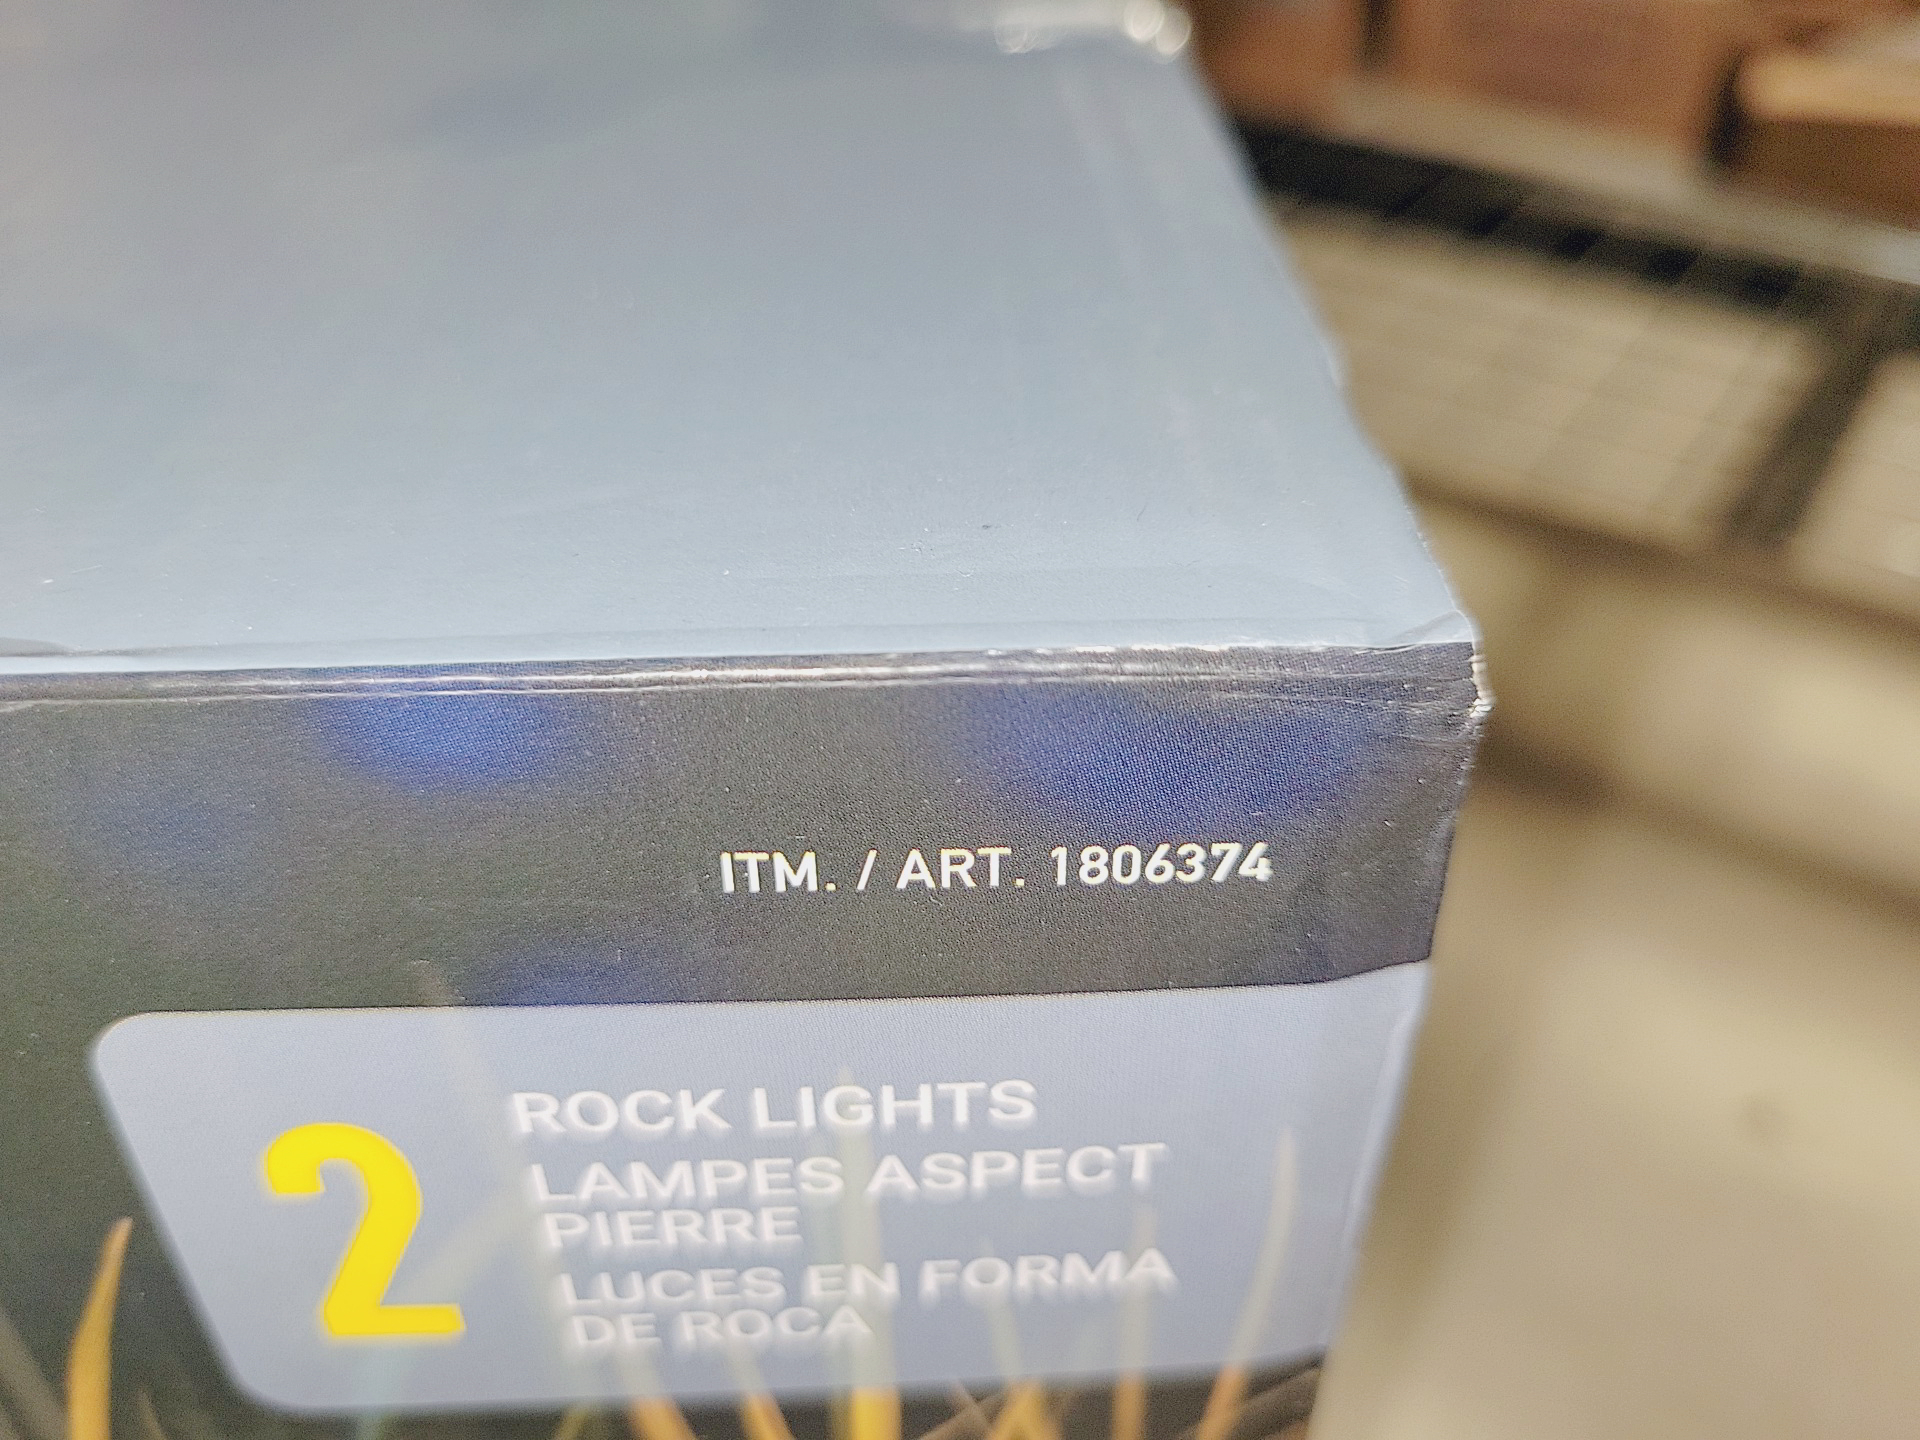 ITM. / ART. 1806374
2
ROCK LIGHTS
LAMPES ASPECT
PIERRE
LUCES EN FORMA
DE ROCA